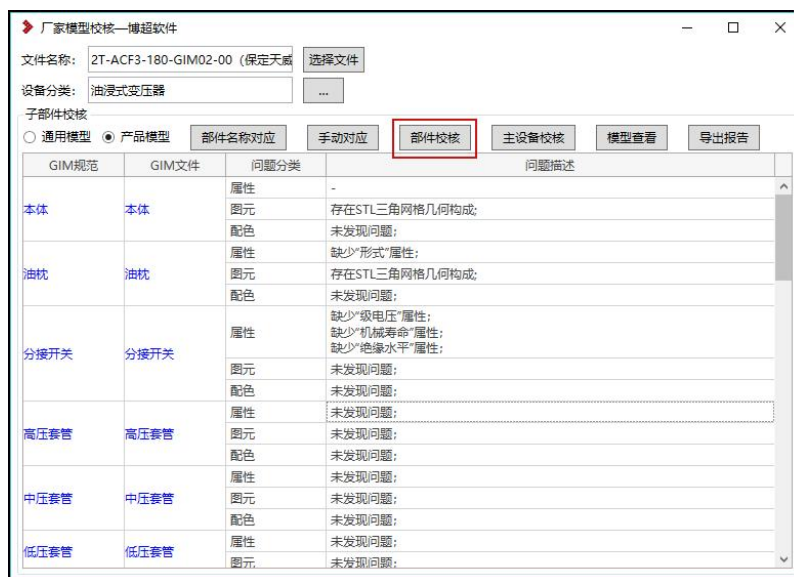 厂家模型校核—博超软件
文件名称: 2T-ACF3-180-GIM02-00 (保定天威 选择文件
设备分类: 油浸式变压器 ...
子部件校核
通用模型 产品模型 部件名称对应 手动对应 部件校核 主设备校核 模型查看 导出报告
GIM规范 GIM文件 问题分类 问题描述
属性 -
本体 本体 图元 存在STL三角网格几何构成;
配色 未发现问题;
属性 缺少“形式”属性;
油枕 油枕 图元 存在STL三角网格几何构成;
配色 未发现问题;
缺少“级电压”属性;
属性 缺少“机械寿命”属性;
缺少“绝缘水平”属性;
分接开关 分接开关
图元 未发现问题;
配色 未发现问题;
属性 未发现问题;
高压套管 高压套管 图元 未发现问题;
配色 未发现问题;
属性 未发现问题;
中压套管 中压套管 图元 未发现问题;
配色 未发现问题;
属性 未发现问题;
低压套管 低压套管
图元 未发现问题;